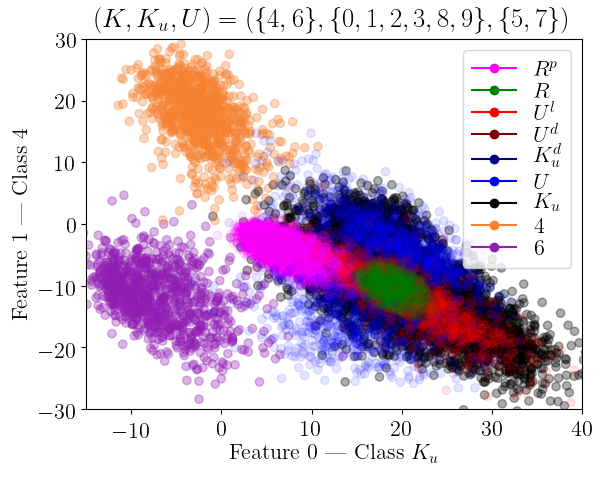 (K, K_u, U) = ({4, 6}, {0, 1, 2, 3, 8, 9}, {5, 7})
30
20
10
0
−10
−20
−30
Feature 1 — Class 4
R^p
R
U^l
U^d
K_u^d
U
K_u
4
6
−10 0 10 20 30 40
Feature 0 — Class K_u